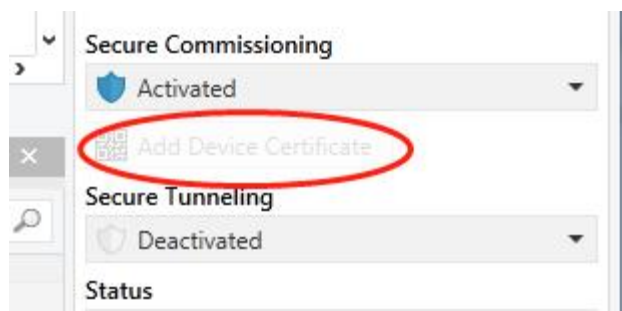 Secure Commissioning
Activated
Add Device Certificate
Secure Tunneling
Deactivated
Status